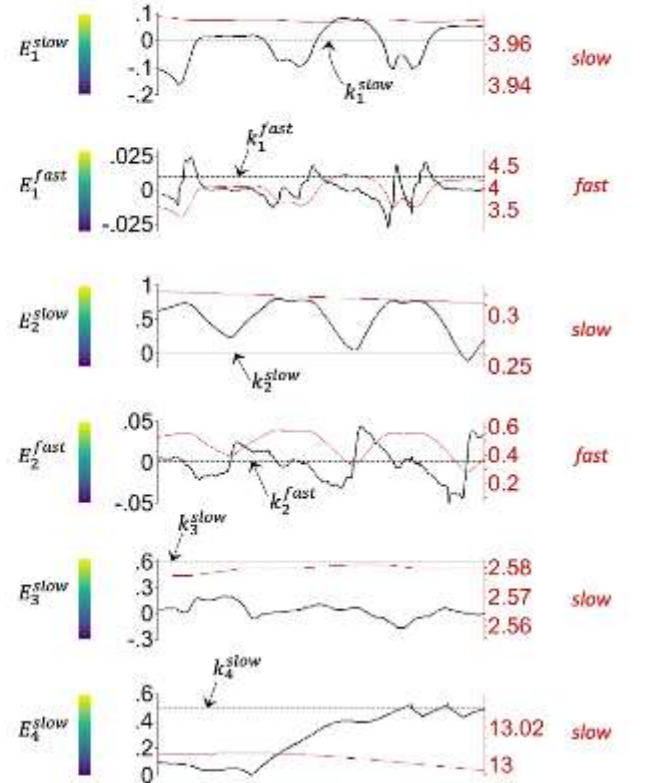 E₁^slow .1 0 -.1 -.2 k₁^slow 3.96 3.94 slow
E₁^fast .025 0 -.025 k₁^fast 4.5 4 3.5 fast
E₂^slow 1 .5 0 k₂^slow 0.3 0.25 slow
E₂^fast .05 0 -.05 k₂^fast 0.6 0.4 0.2 fast
k₃^slow
E₃^slow .6 .3 0 -.3 2.58 2.57 2.56 slow
k₄^slow
E₄^slow .6 .4 .2 0 13.02 13 slow